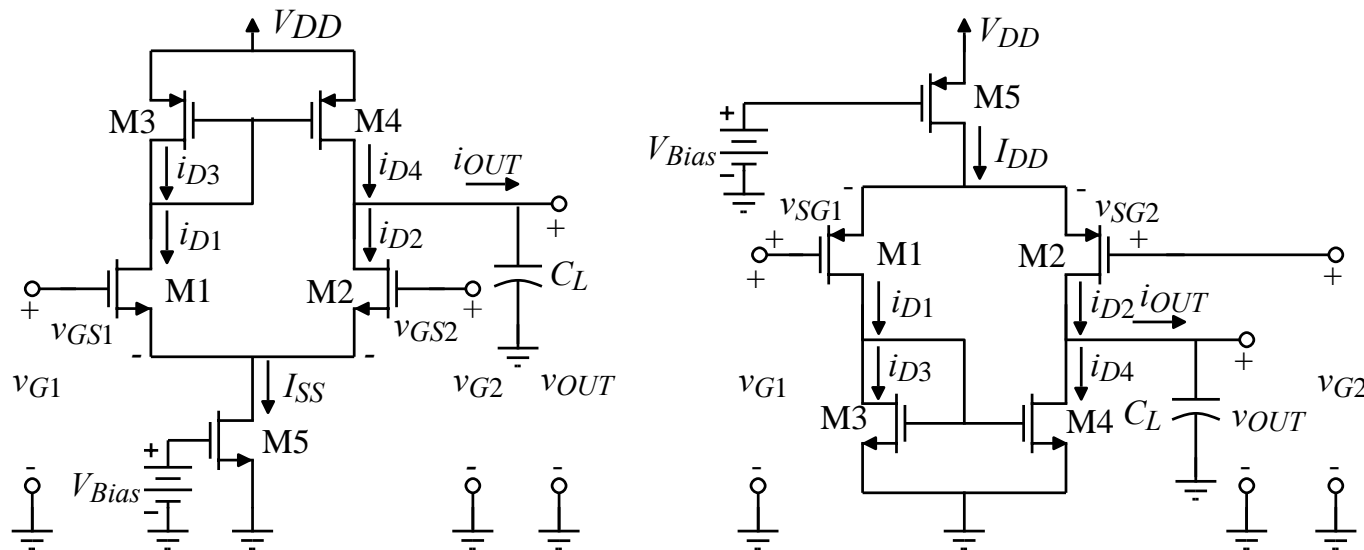 VDD
M3
M4
iD3
iD4
iOUT
+
iD1
iD2
M1
M2
CL
+
vGS1
vGS2
+
-
-
vG1
ISS
vG2
vOUT
M5
+
VBias
-
-
-
-
VDD
M5
+
VBias
-
IDD
-
-
vSG1
vSG2
+
+
+
+
M1
M2
iD1
iD2
iOUT
+
vG1
iD3
iD4
vG2
M3
M4
CL
vOUT
-
-
-